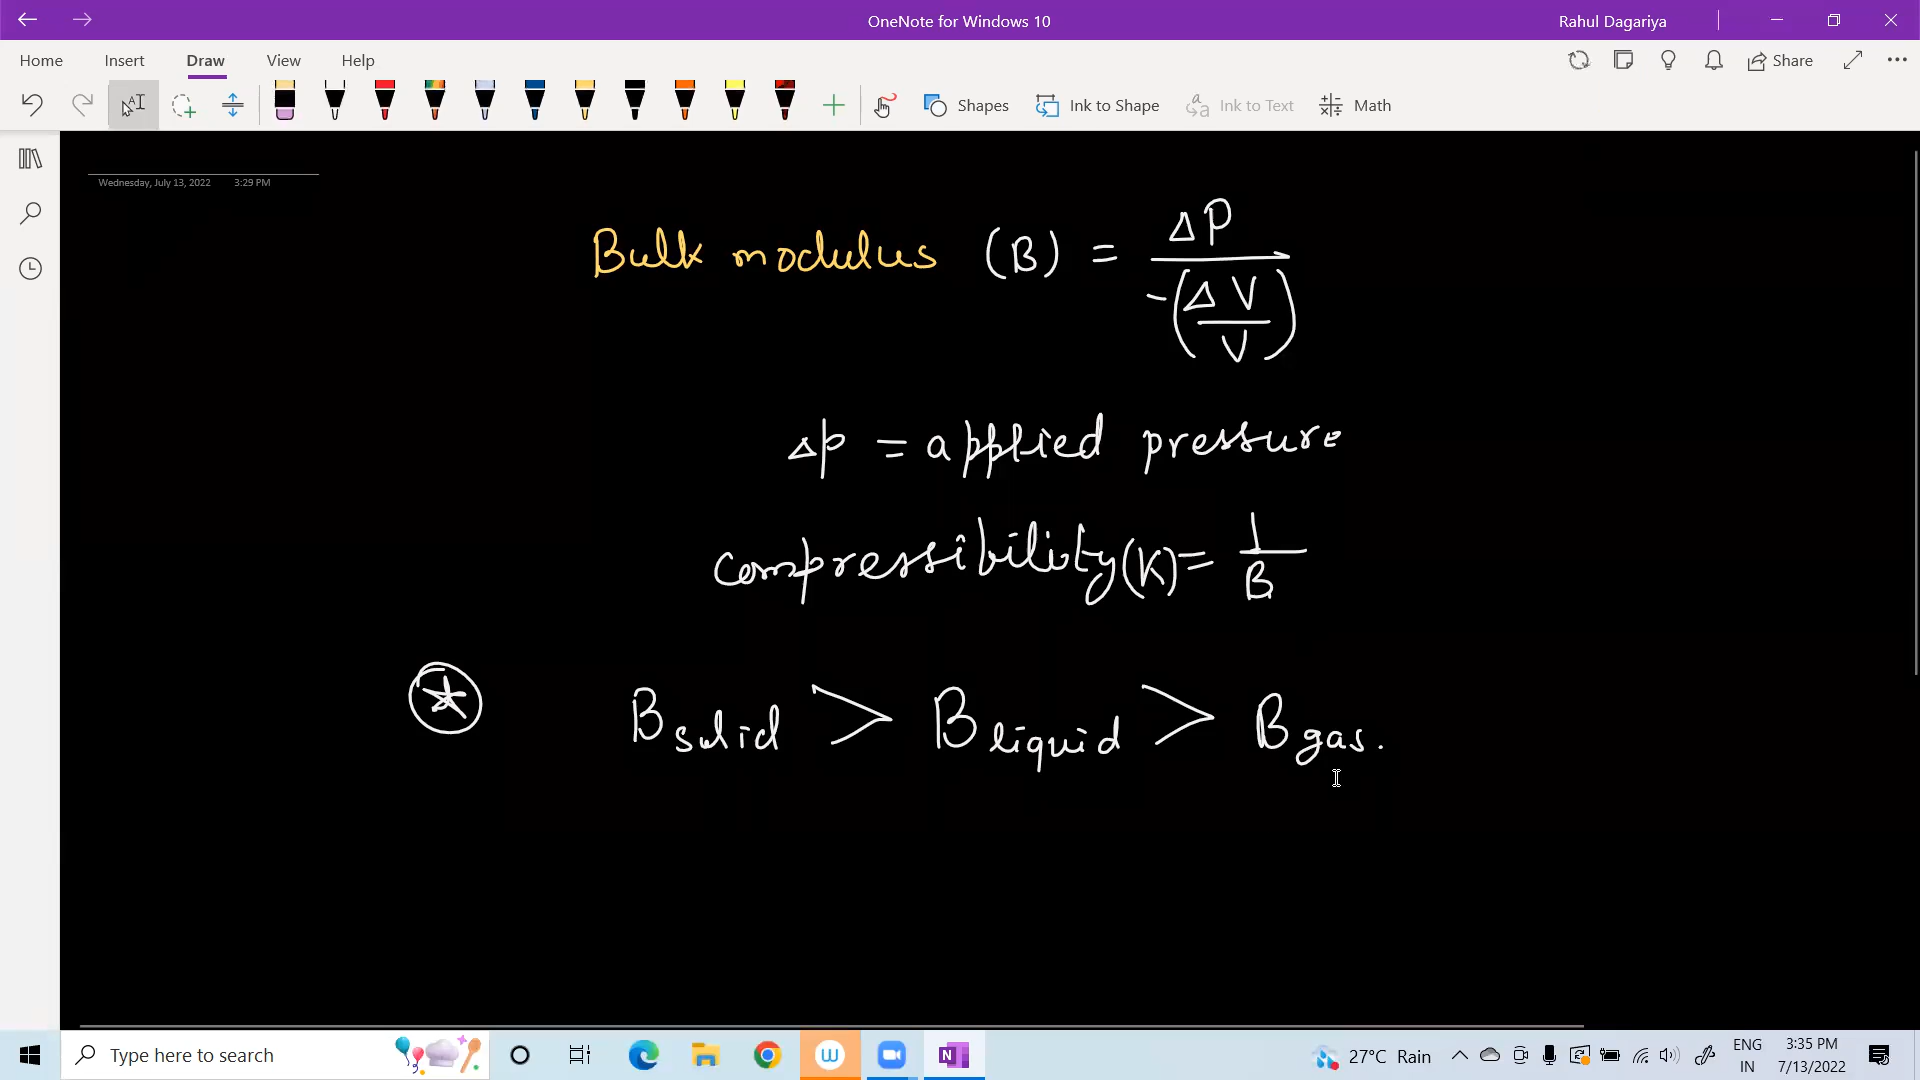 OneNote for Windows 10
Rahul Dagariya
Home Insert Draw View Help
Share
Shapes Ink to Shape Ink to Text Math
Wednesday, July 13, 2022 3:29 PM
Bulk modulus (B) = ΔP / -(ΔV/V)
Δp = applied pressure
compressibility (K) = 1/B
B solid > B liquid > B gas.
Type here to search
27°C Rain
ENG
IN
3:35 PM
7/13/2022